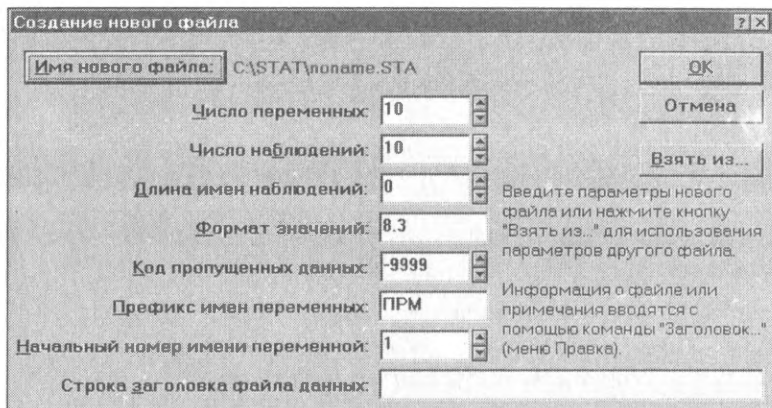 Создание нового файла
Имя нового файла: C:\STAT\noname.STA
OK
Число переменных: 10
Отмена
Число наблюдений: 10
Взять из...
Длина имен наблюдений: 0
Введите параметры нового
файла или нажмите кнопку
"Взять из..." для использования
параметров другого файла.
Формат значений: 8.3
Код пропущенных данных: -9999
Информация о файле или
примечания вводятся с
помощью команды "Заголовок..."
(меню Правка).
Префикс имен переменных: ПРМ
Начальный номер имени переменной: 1
Строка заголовка файла данных: